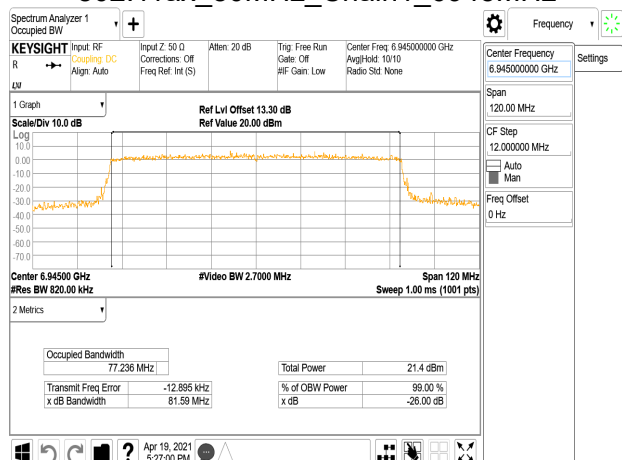 Spectrum Analyzer 1
Occupied BW
Frequency
KEYSIGHT
R
Input: RF
Coupling: DC
Align: Auto
Input Z: 50 Ω
Corrections: Off
Freq Ref: Int (S)
Atten: 20 dB
Trig: Free Run
Gate: Off
#IF Gain: Low
Center Freq: 6.945000000 GHz
Avg|Hold: 10/10
Radio Std: None
Center Frequency
6.945000000 GHz
Settings
Span
120.00 MHz
CF Step
12.000000 MHz
Auto
Man
Freq Offset
0 Hz
1 Graph
Scale/Div 10.0 dB
Ref Lvl Offset 13.30 dB
Ref Value 20.00 dBm
Log
10.0
0.00
-10.0
-20.0
-30.0
-40.0
-50.0
-60.0
-70.0
Center 6.94500 GHz
#Video BW 2.7000 MHz
Span 120 MHz
#Res BW 820.00 kHz
Sweep 1.00 ms (1001 pts)
2 Metrics
Occupied Bandwidth
77.236 MHz
Total Power 21.4 dBm
Transmit Freq Error -12.895 kHz
% of OBW Power 99.00 %
x dB Bandwidth 81.59 MHz
x dB -26.00 dB
?
Apr 19, 2021
5:27:00 PM